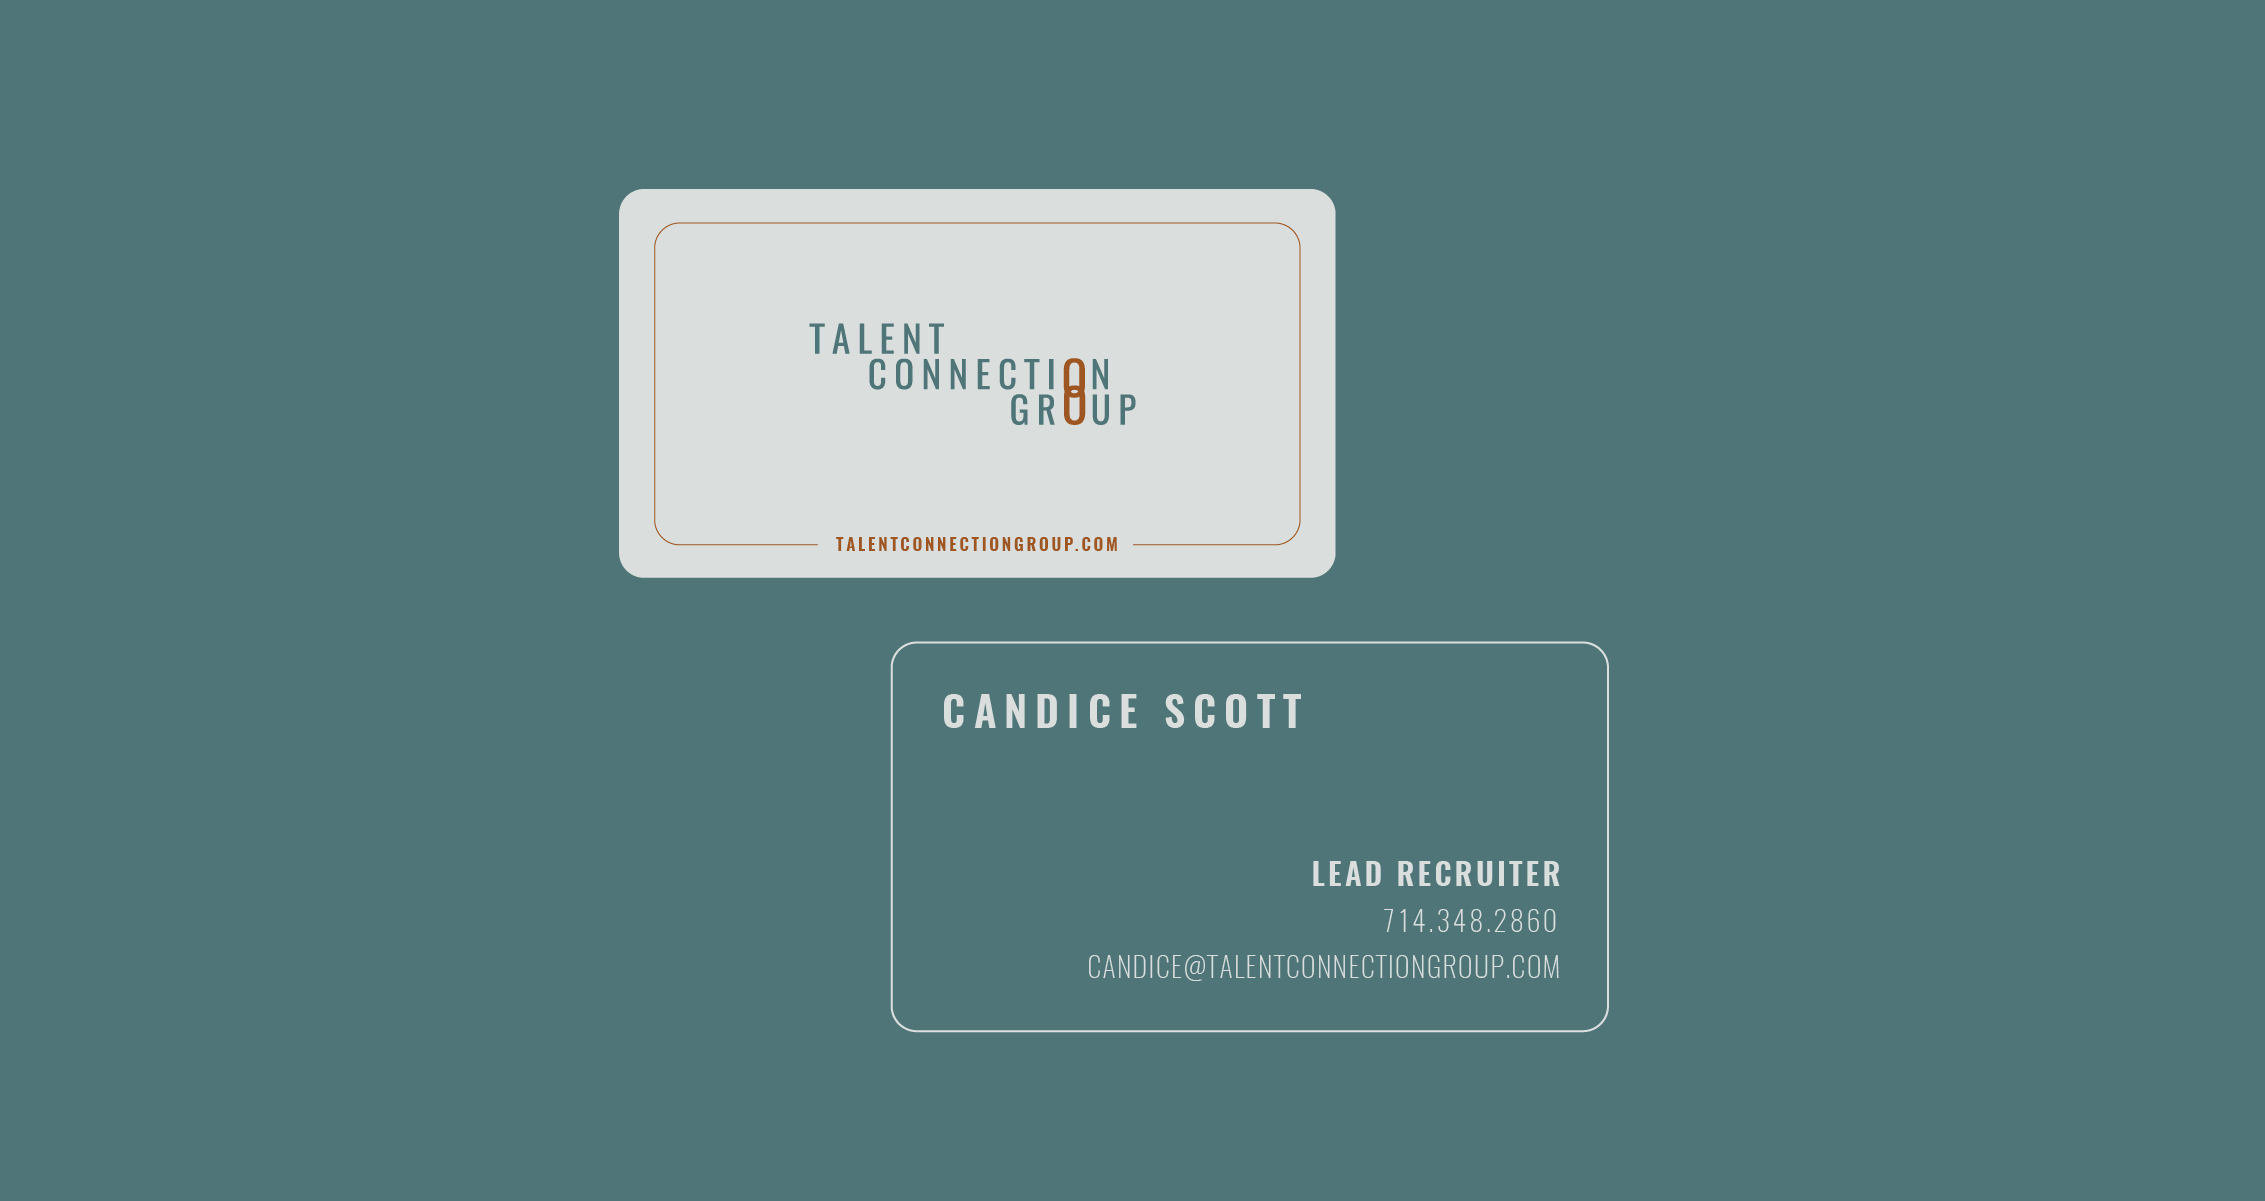 TALENT
CONNECTION
GROUP
TALENTCONNECTIONGROUP.COM
CANDICE SCOTT
LEAD RECRUITER
714.348.2860
CANDICE@TALENTCONNECTIONGROUP.COM